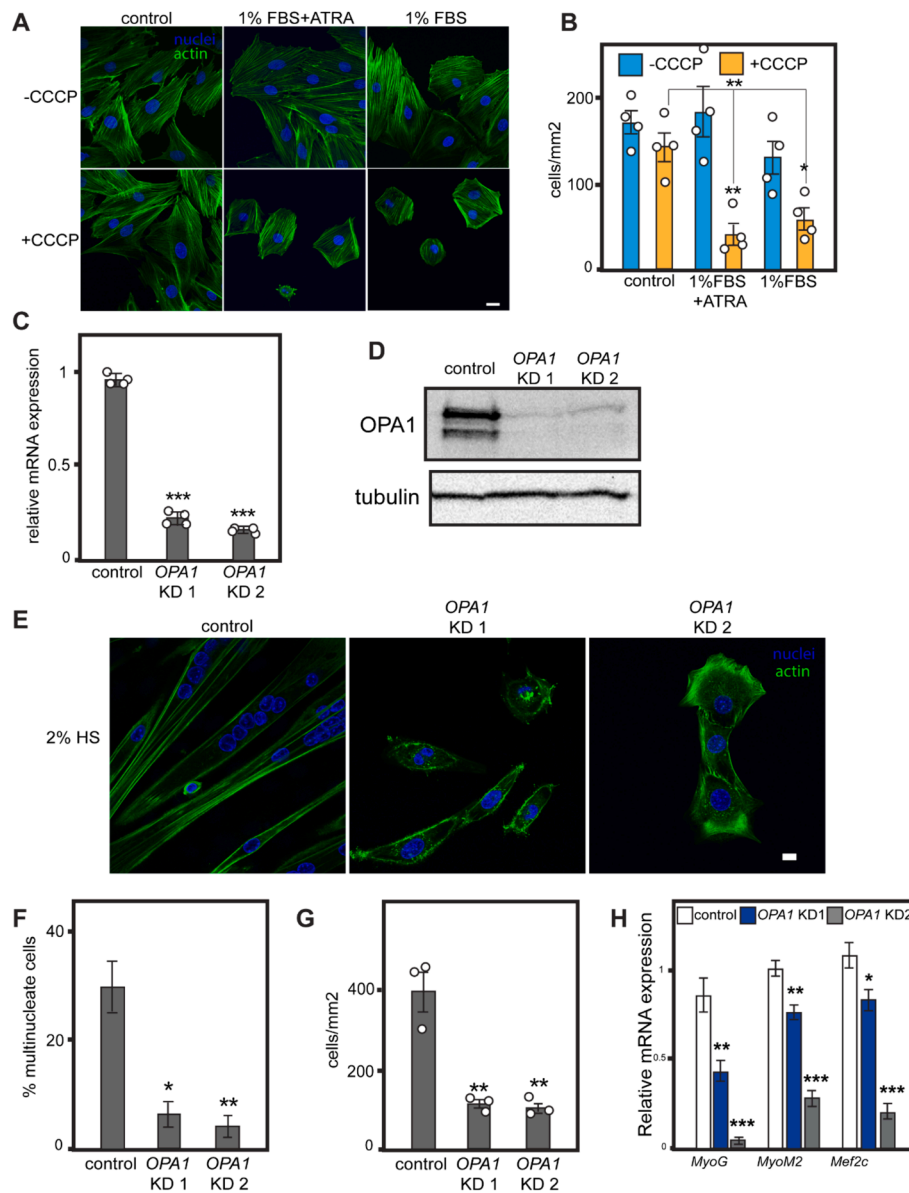 A
control
1% FBS+ATRA
1% FBS
nuclei
actin
-CCCP
+CCCP
B
-CCCP
+CCCP
**
**
*
cells/mm2
200
100
0
control
1%FBS
+ATRA
1%FBS
C
relative mRNA expression
1
0.5
0
***
***
control
OPA1
KD 1
OPA1
KD 2
D
control
OPA1
KD 1
OPA1
KD 2
OPA1
tubulin
E
control
OPA1
KD 1
OPA1
KD 2
nuclei
actin
2% HS
F
% multinucleate cells
40
20
0
*
**
control
OPA1
KD 1
OPA1
KD 2
G
cells/mm2
400
200
0
**
**
control
OPA1
KD 1
OPA1
KD 2
H
control
OPA1 KD1
OPA1 KD2
Relative mRNA expression
1
0.5
0
**
***
**
***
*
***
MyoG
MyoM2
Mef2c